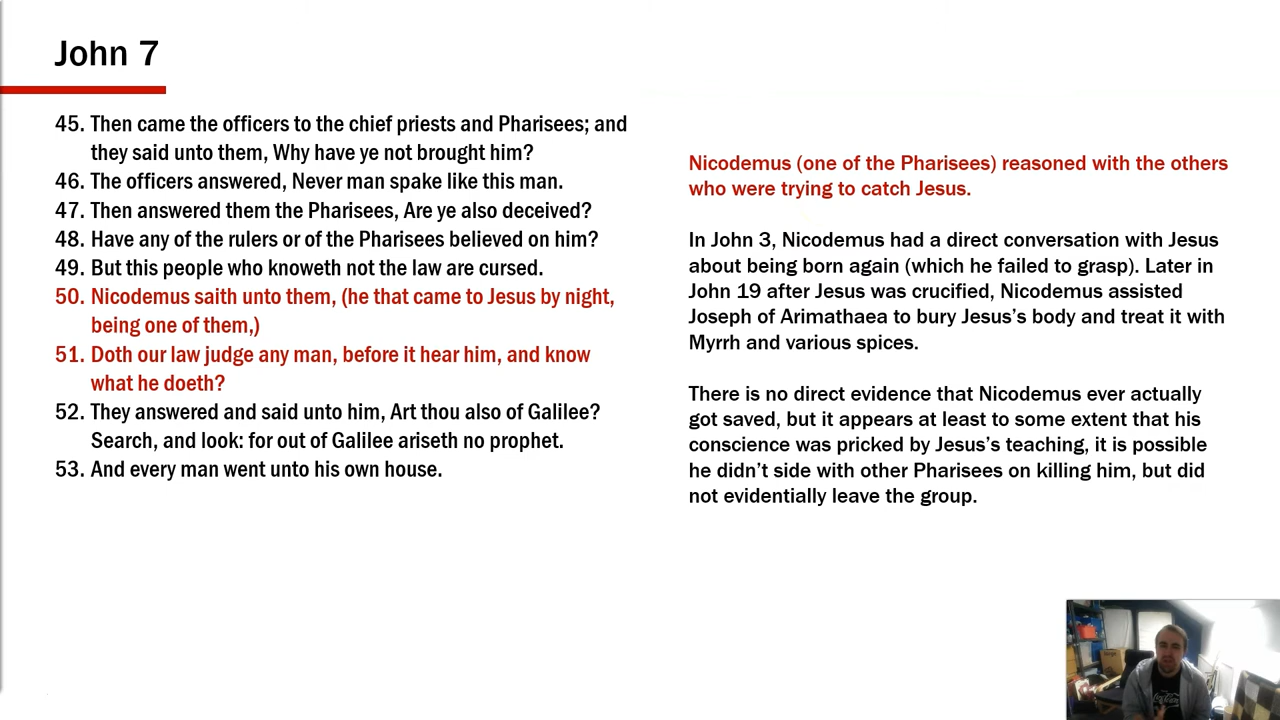 John 7
45. Then came the officers to the chief priests and Pharisees; and
they said unto them, Why have ye not brought him?
46. The officers answered, Never man spake like this man.
47. Then answered them the Pharisees, Are ye also deceived?
48. Have any of the rulers or of the Pharisees believed on him?
49. But this people who knoweth not the law are cursed.
50. Nicodemus saith unto them, (he that came to Jesus by night,
being one of them,)
51. Doth our law judge any man, before it hear him, and know
what he doeth?
52. They answered and said unto him, Art thou also of Galilee?
Search, and look: for out of Galilee ariseth no prophet.
53. And every man went unto his own house.
Nicodemus (one of the Pharisees) reasoned with the others
who were trying to catch Jesus.
In John 3, Nicodemus had a direct conversation with Jesus
about being born again (which he failed to grasp). Later in
John 19 after Jesus was crucified, Nicodemus assisted
Joseph of Arimathaea to bury Jesus's body and treat it with
Myrrh and various spices.
There is no direct evidence that Nicodemus ever actually
got saved, but it appears at least to some extent that his
conscience was pricked by Jesus's teaching, it is possible
he didn't side with other Pharisees on killing him, but did
not evidentially leave the group.